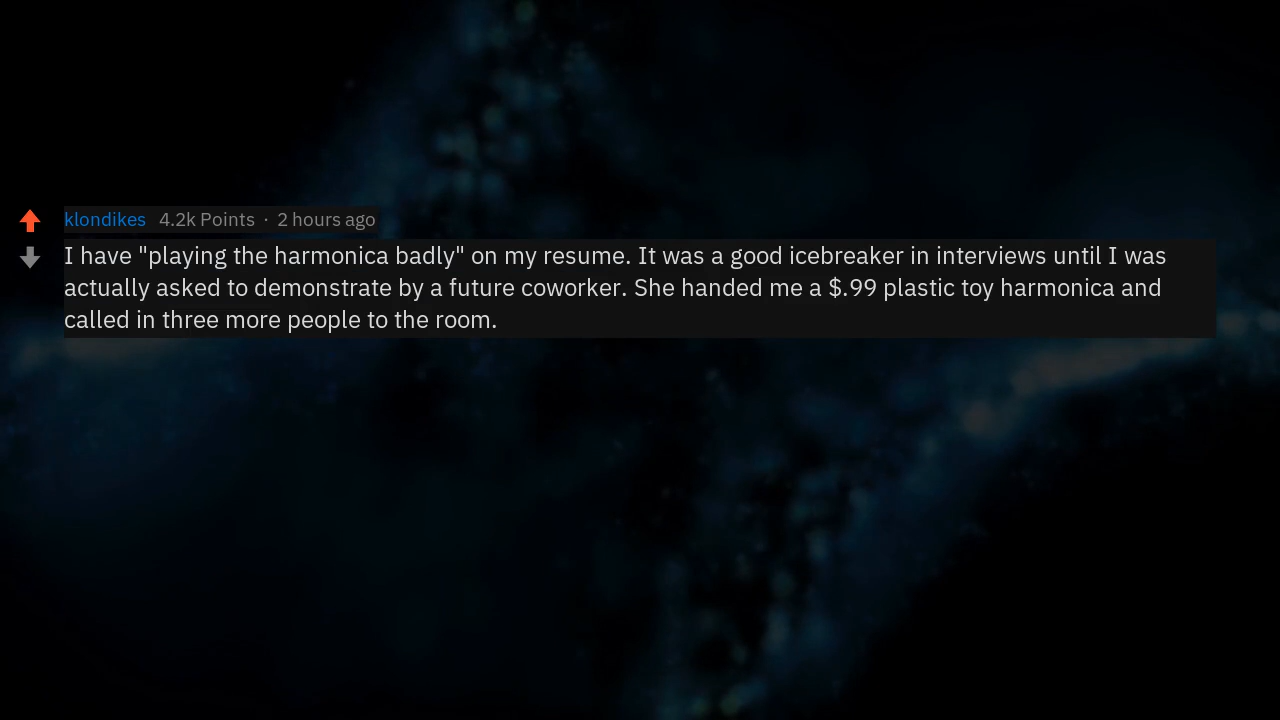 klondikes 4.2k Points · 2 hours ago
I have "playing the harmonica badly" on my resume. It was a good icebreaker in interviews until I was
actually asked to demonstrate by a future coworker. She handed me a $.99 plastic toy harmonica and
called in three more people to the room.